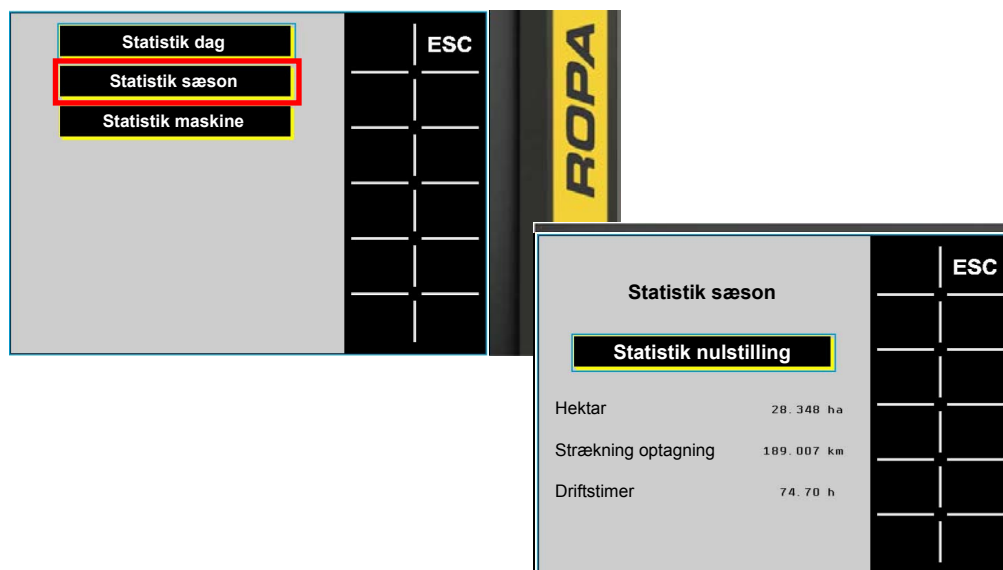 Statistik dag
ESC
Statistik sæson
Statistik maskine
ROPA
ESC
Statistik sæson
Statistik nulstilling
Hektar 28.348 ha
Strækning optagning 189.007 km
Driftstimer 74.70 h